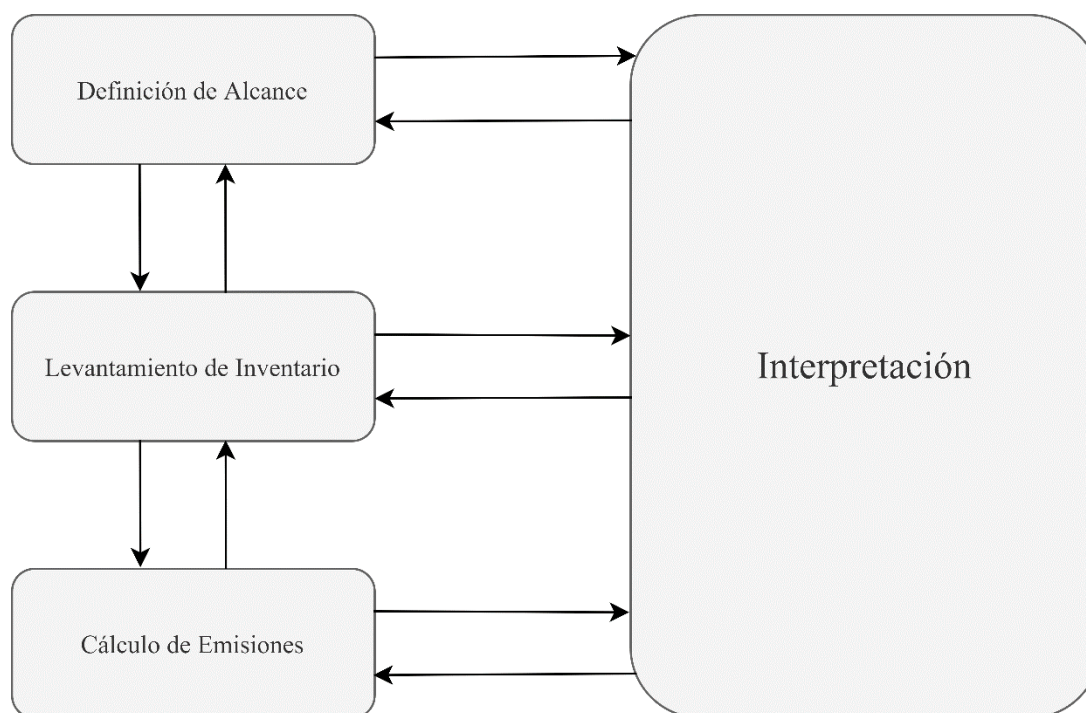 Definición de Alcance
Levantamiento de Inventario
Interpretación
Cálculo de Emisiones